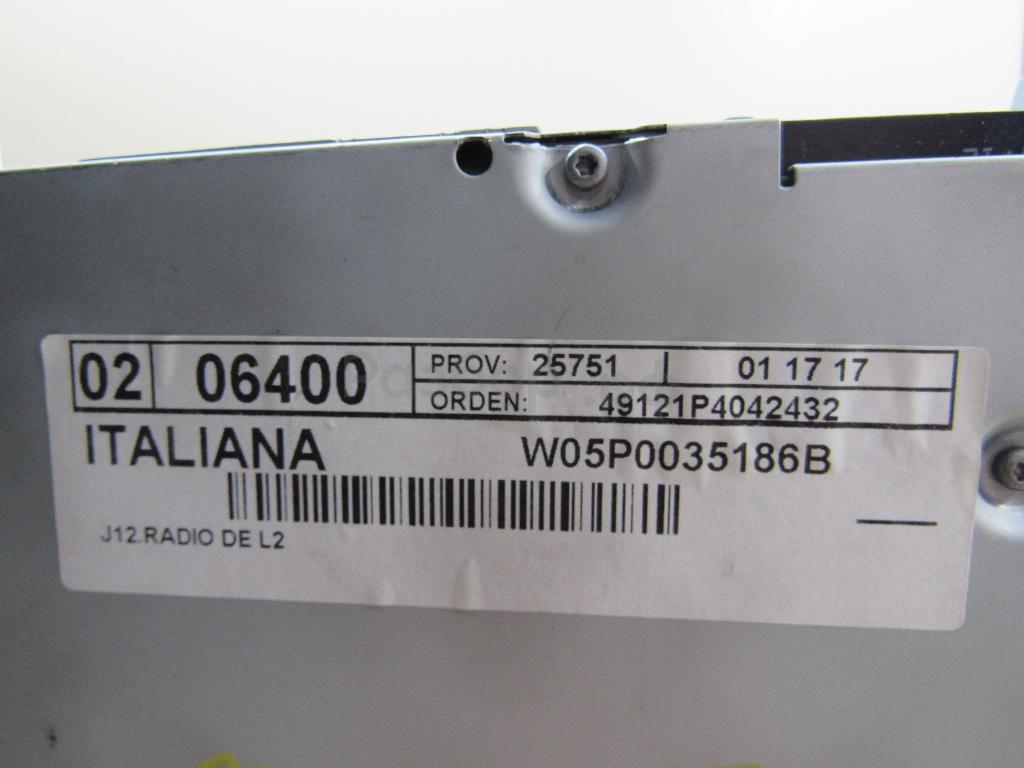 02 06400 PROV: 25751 01 17 17
ORDEN: 49121P4042432
ITALIANA W05P0035186B
J12.RADIO DE L2